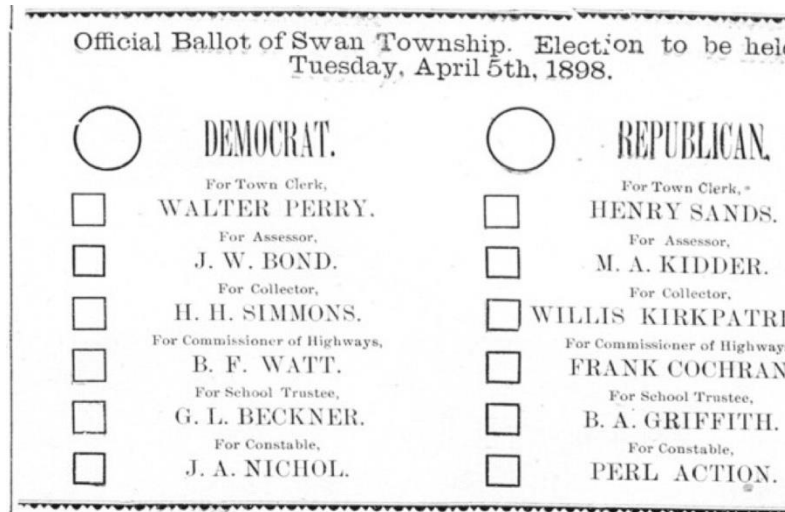 Official Ballot of Swan Township. Election to be held
Tuesday, April 5th, 1898.
DEMOCRAT.
For Town Clerk,
WALTER PERRY.
For Assessor,
J. W. BOND.
For Collector,
H. H. SIMMONS.
For Commissioner of Highways,
B. F. WATT.
For School Trustee,
G. L. BECKNER.
For Constable,
J. A. NICHOL.
REPUBLICAN.
For Town Clerk,
HENRY SANDS.
For Assessor,
M. A. KIDDER.
For Collector,
WILLIS
For Commissioner of Highways
FRANK COCHRAN
For School Trustee,
B. A. GRIFFITH.
For Constable,
PERL ACTION.